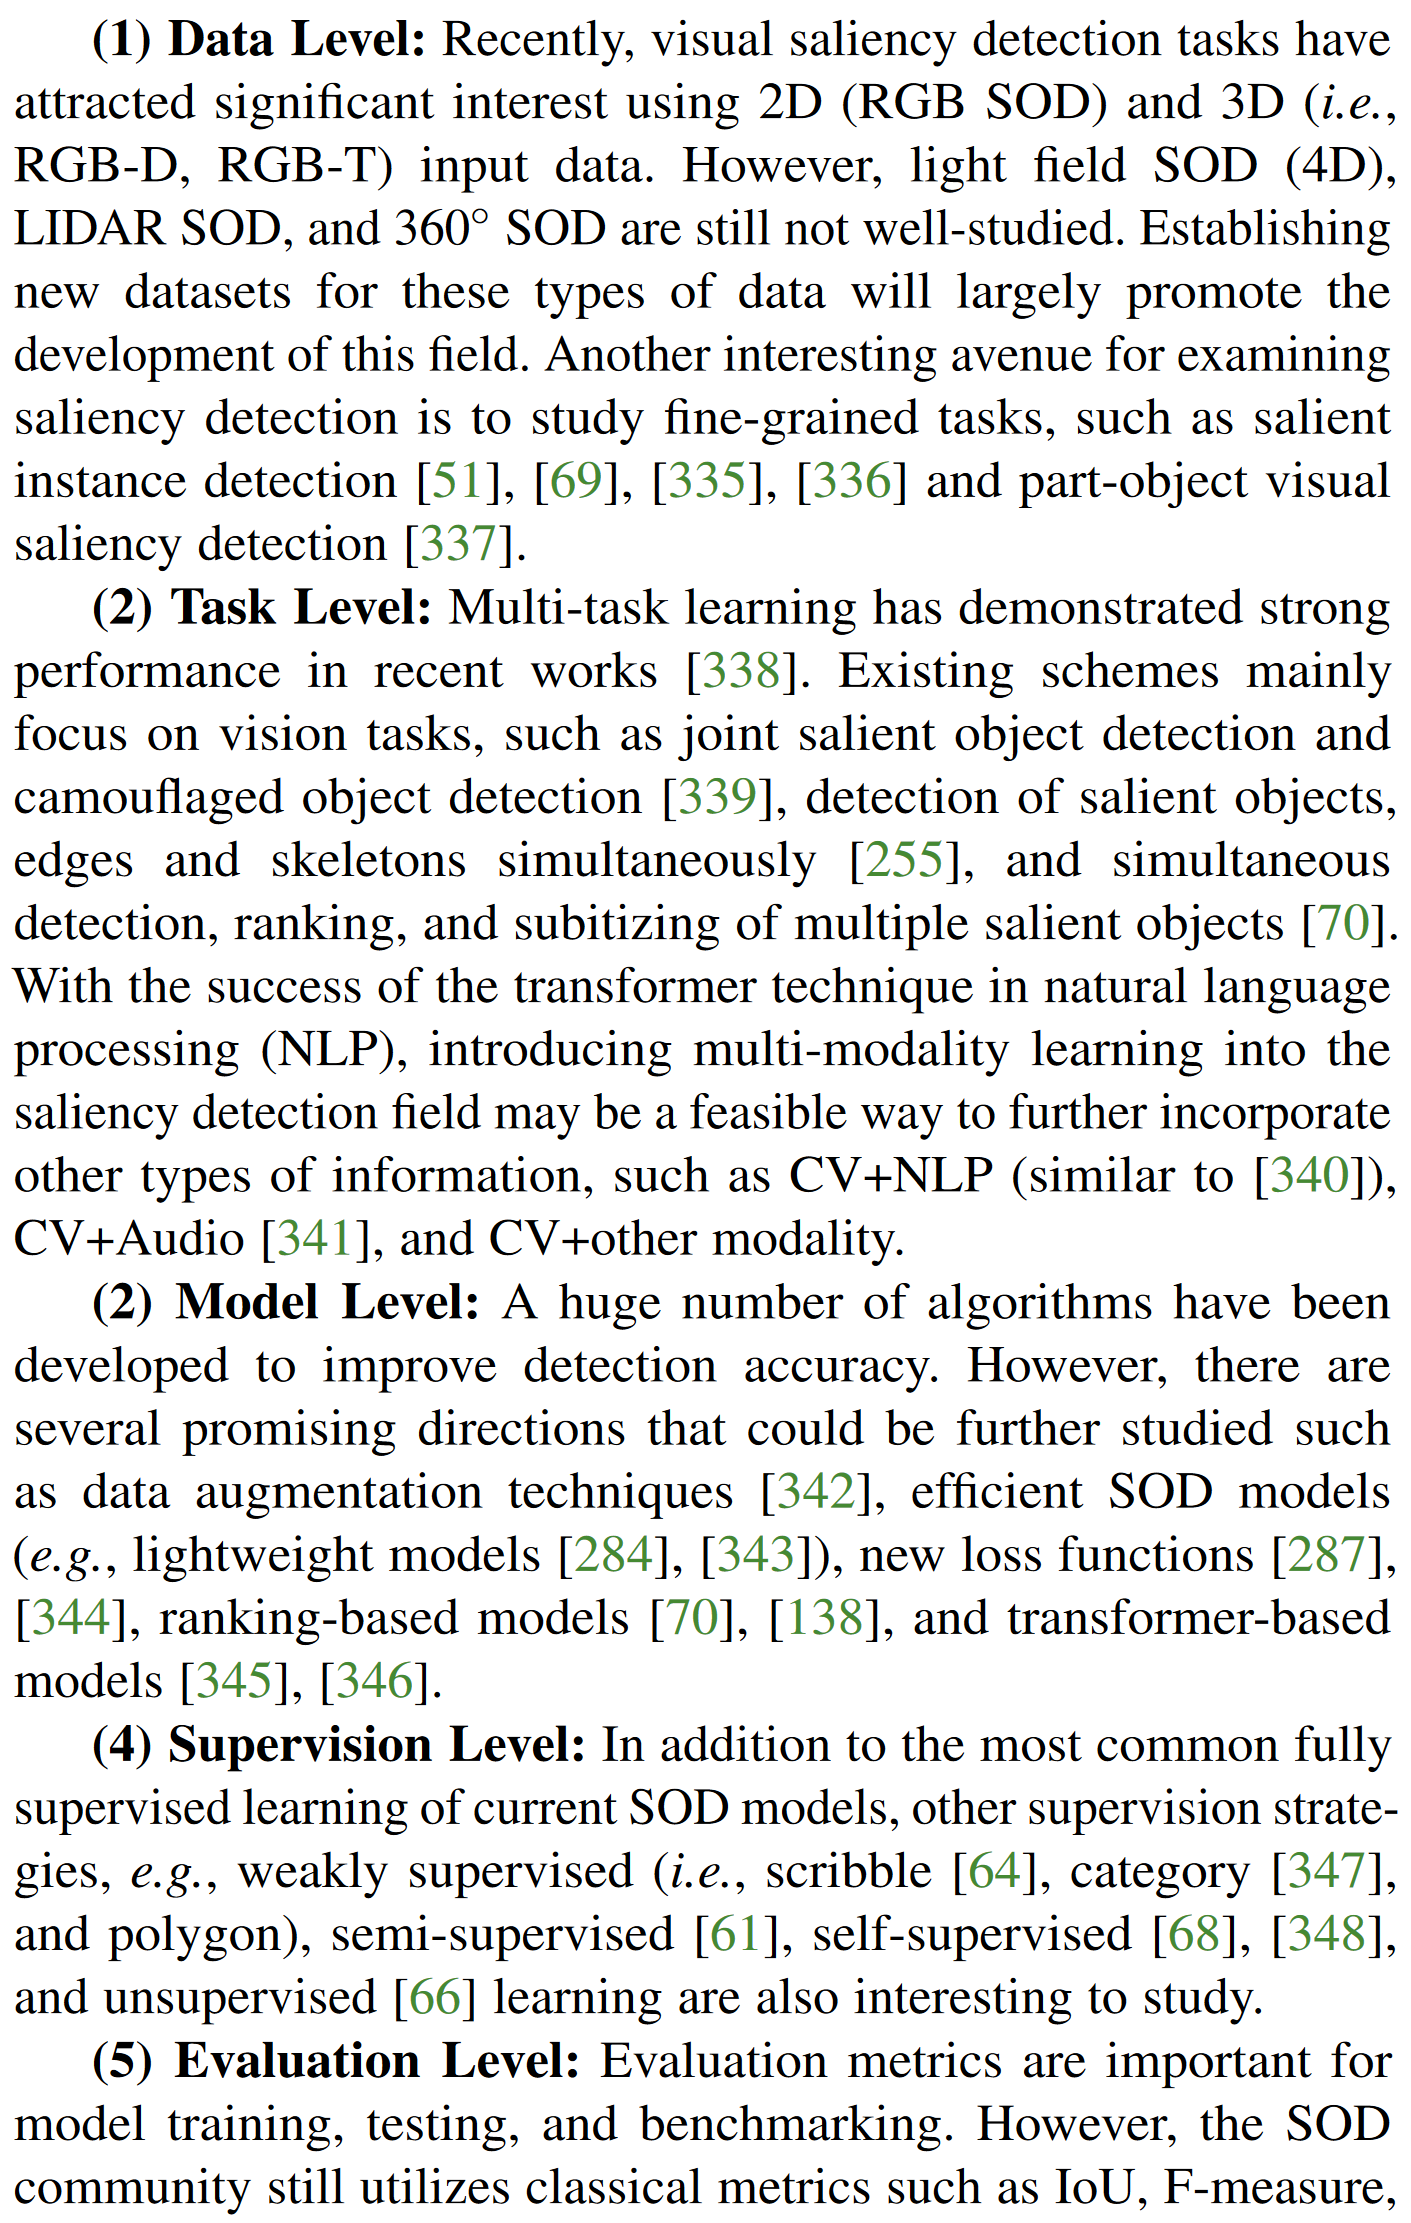 (1) Data Level: Recently, visual saliency detection tasks have
attracted significant interest using 2D (RGB SOD) and 3D (i.e.,
RGB-D, RGB-T) input data. However, light field SOD (4D),
LIDAR SOD, and 360° SOD are still not well-studied. Establishing
new datasets for these types of data will largely promote the
development of this field. Another interesting avenue for examining
saliency detection is to study fine-grained tasks, such as salient
instance detection [51], [69], [335], [336] and part-object visual
saliency detection [337].
(2) Task Level: Multi-task learning has demonstrated strong
performance in recent works [338]. Existing schemes mainly
focus on vision tasks, such as joint salient object detection and
camouflaged object detection [339], detection of salient objects,
edges and skeletons simultaneously [255], and simultaneous
detection, ranking, and subitizing of multiple salient objects [70].
With the success of the transformer technique in natural language
processing (NLP), introducing multi-modality learning into the
saliency detection field may be a feasible way to further incorporate
other types of information, such as CV+NLP (similar to [340]),
CV+Audio [341], and CV+other modality.
(2) Model Level: A huge number of algorithms have been
developed to improve detection accuracy. However, there are
several promising directions that could be further studied such
as data augmentation techniques [342], efficient SOD models
(e.g., lightweight models [284], [343]), new loss functions [287],
[344], ranking-based models [70], [138], and transformer-based
models [345], [346].
(4) Supervision Level: In addition to the most common fully
supervised learning of current SOD models, other supervision strate-
gies, e.g., weakly supervised (i.e., scribble [64], category [347],
and polygon), semi-supervised [61], self-supervised [68], [348],
and unsupervised [66] learning are also interesting to study.
(5) Evaluation Level: Evaluation metrics are important for
model training, testing, and benchmarking. However, the SOD
community still utilizes classical metrics such as IoU, F-measure,